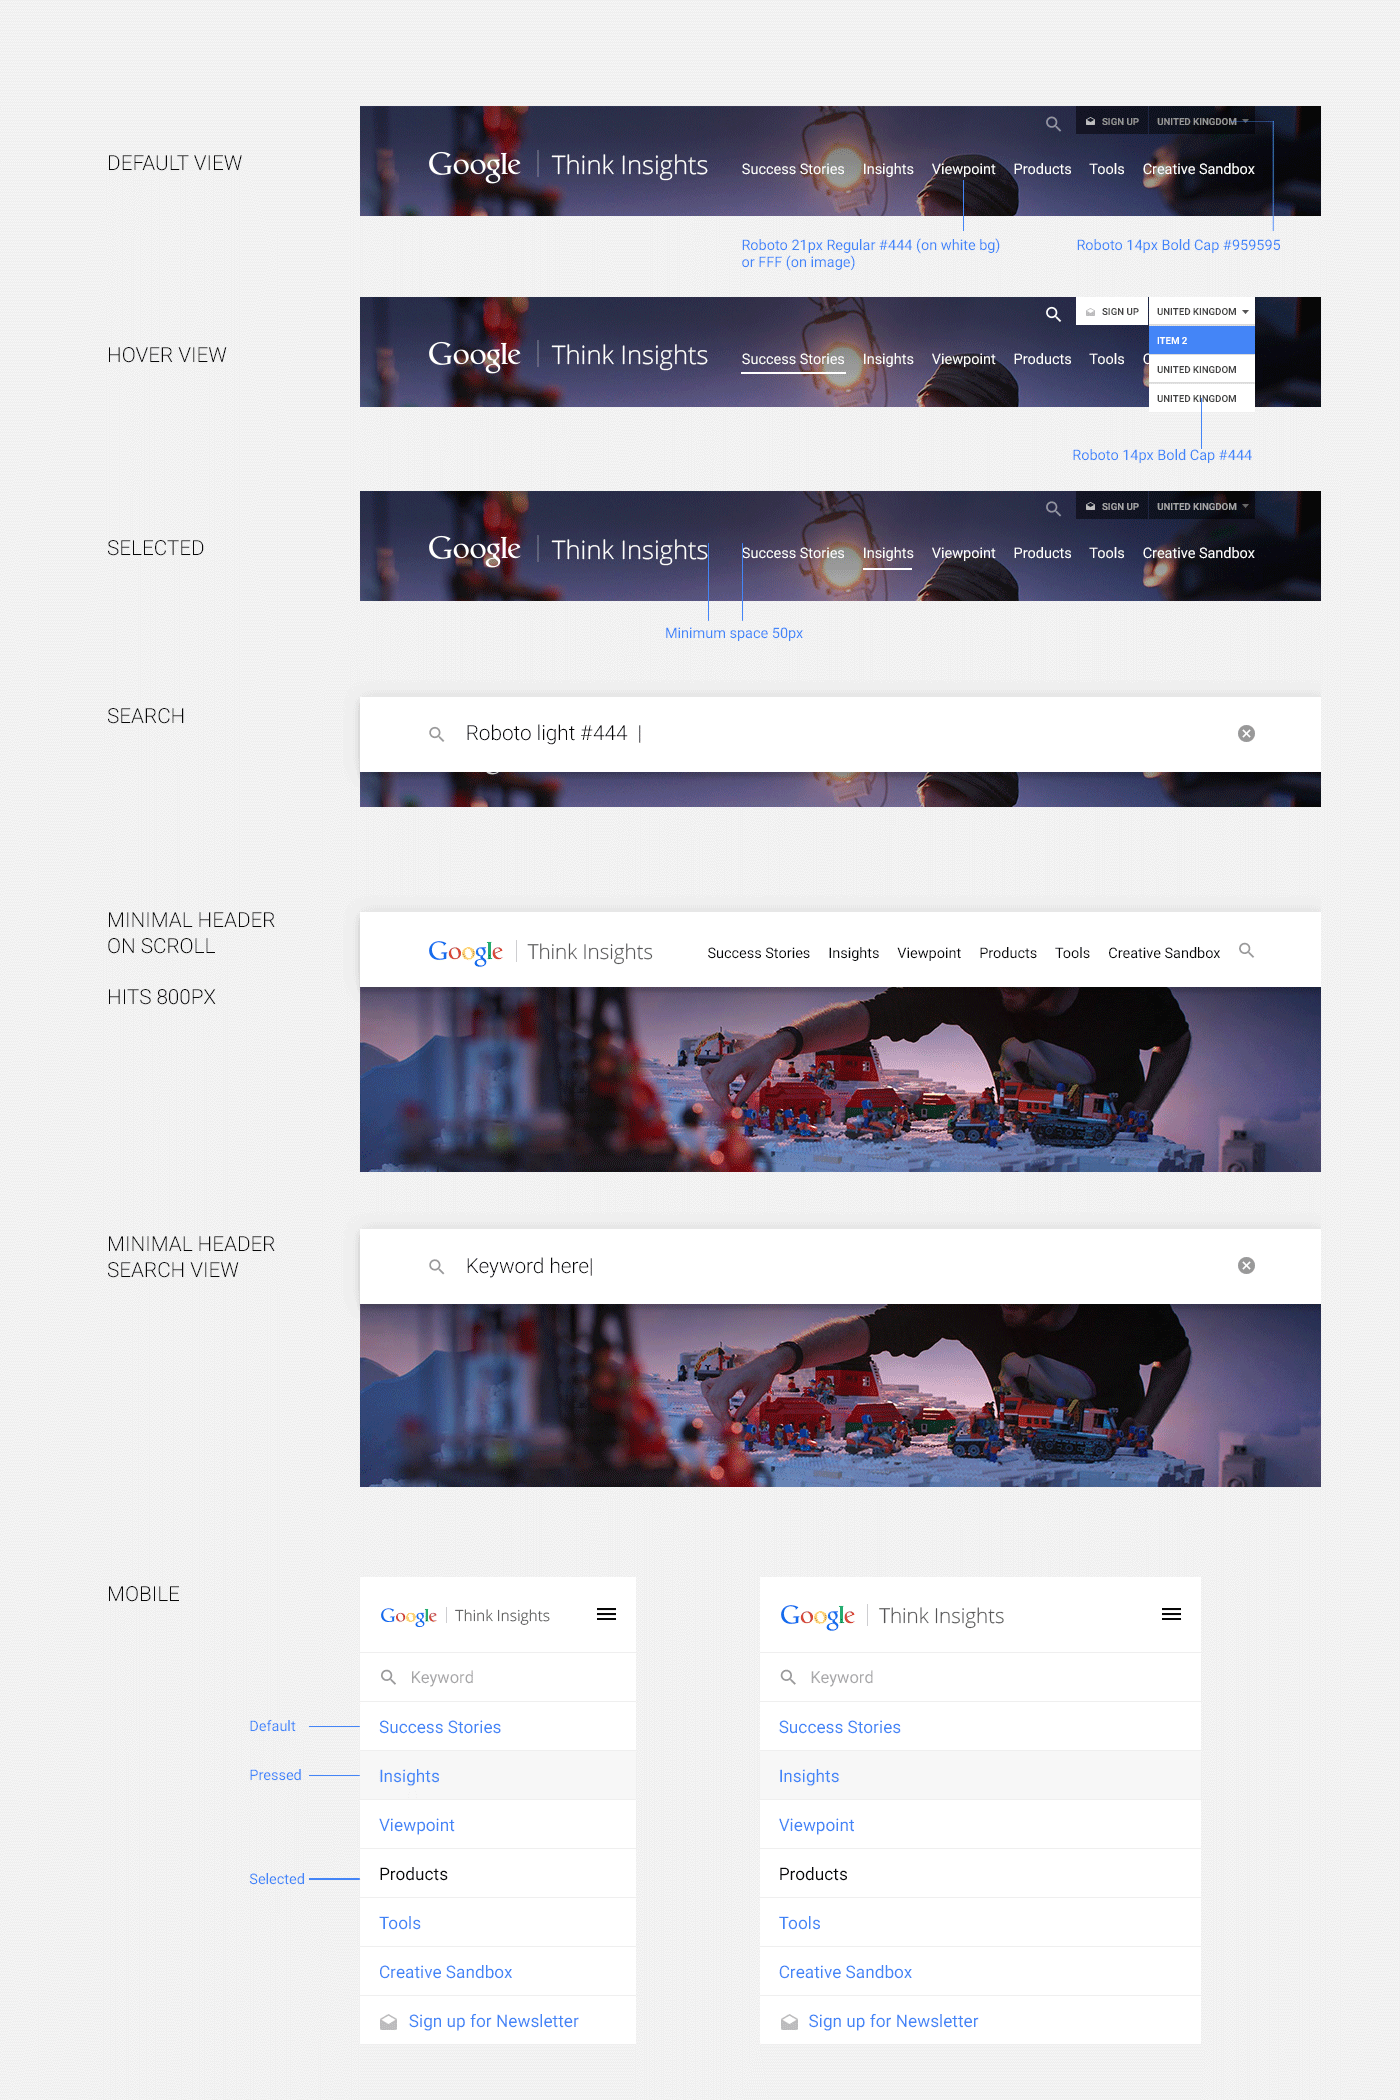 DEFAULT VIEW
SIGN UP
UNITED KINGDOM
Google
Think Insights
Success Stories
Insights
Viewpoint
Products
Tools
Creative Sandbox
Roboto 21px Regular #444 (on white bg)
or FFF (on image)
Roboto 14px Bold Cap #959595
HOVER VIEW
SIGN UP
UNITED KINGDOM
Google
Think Insights
Success Stories
Insights
Viewpoint
Products
Tools
C
ITEM 2
UNITED KINGDOM
UNITED KINGDOM
Roboto 14px Bold Cap #444
SELECTED
SIGN UP
UNITED KINGDOM
Google
Think Insights
Success Stories
Insights
Viewpoint
Products
Tools
Creative Sandbox
Minimum space 50px
SEARCH
Roboto light #444 |
MINIMAL HEADER
ON SCROLL
HITS 800PX
Google
Think Insights
Success Stories
Insights
Viewpoint
Products
Tools
Creative Sandbox
MINIMAL HEADER
SEARCH VIEW
Keyword here|
MOBILE
Google
Think Insights
Keyword
Default
Success Stories
Pressed
Insights
Viewpoint
Selected
Products
Tools
Creative Sandbox
Sign up for Newsletter
Google
Think Insights
Keyword
Success Stories
Insights
Viewpoint
Products
Tools
Creative Sandbox
Sign up for Newsletter